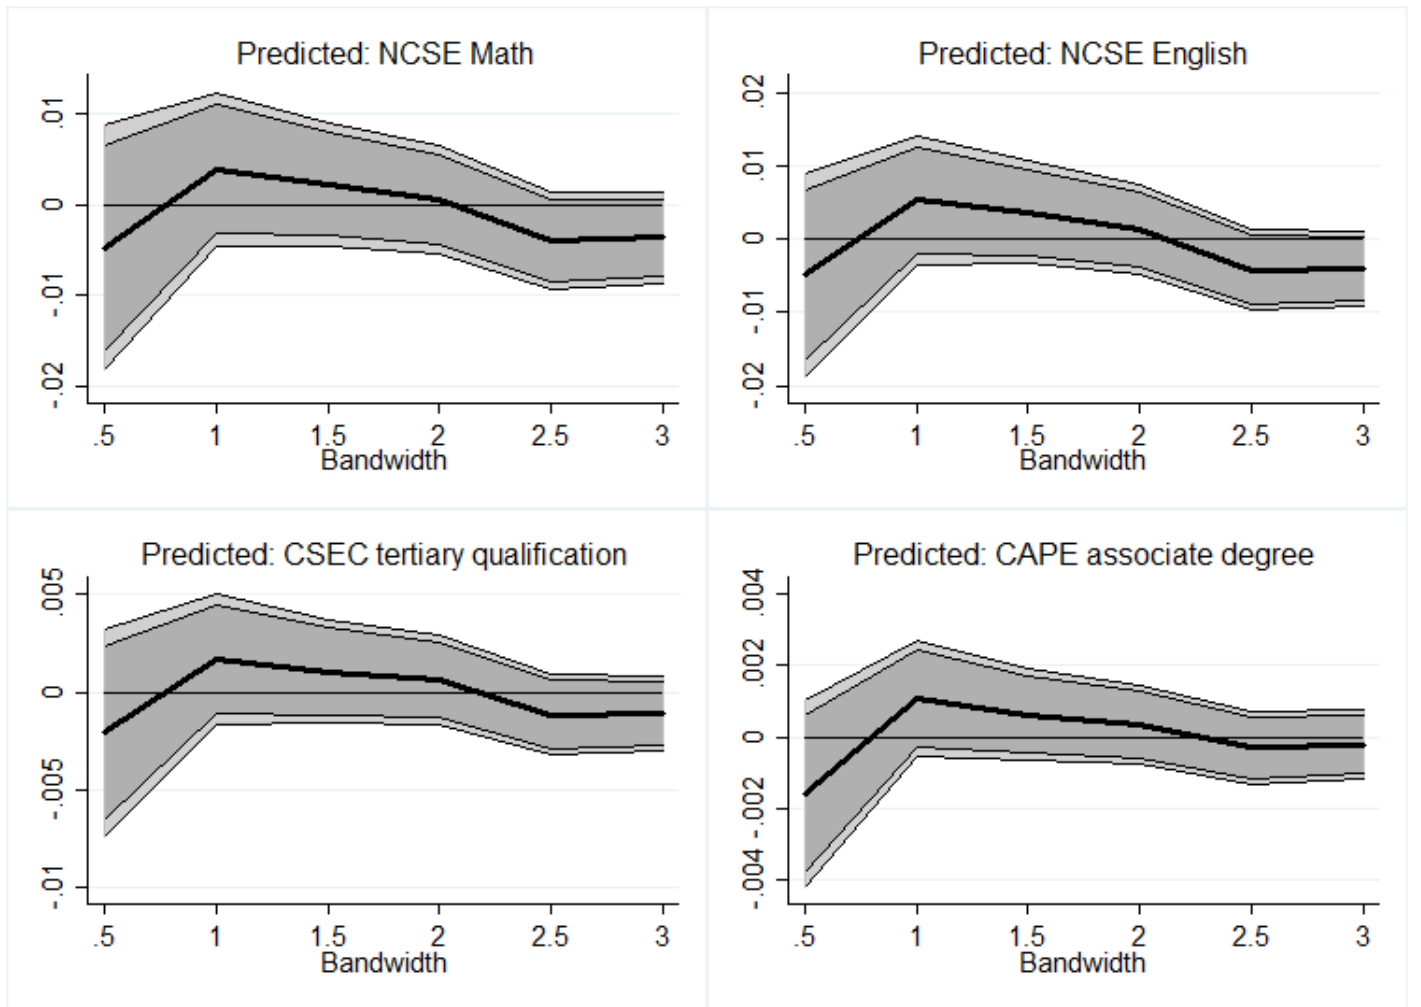 Predicted: NCSE Math
.01
0
-.01
-.02
.5 1 1.5 2 2.5 3
Bandwidth
Predicted: NCSE English
.02
.01
0
-.01
-.02
.5 1 1.5 2 2.5 3
Bandwidth
Predicted: CSEC tertiary qualification
.005
0
-.005
-.01
.5 1 1.5 2 2.5 3
Bandwidth
Predicted: CAPE associate degree
.004
.002
0
-.002
-.004
.5 1 1.5 2 2.5 3
Bandwidth